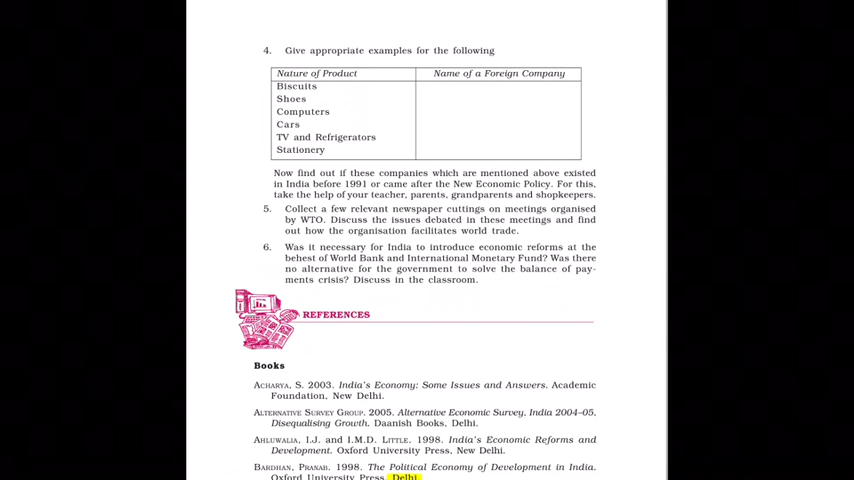 4. Give appropriate examples for the following
Nature of Product Name of a Foreign Company
Biscuits
Shoes
Computers
Cars
TV and Refrigerators
Stationery
Now find out if these companies which are mentioned above existed
in India before 1991 or came after the New Economic Policy. For this,
take the help of your teacher, parents, grandparents and shopkeepers.
5. Collect a few relevant newspaper cuttings on meetings organised
by WTO. Discuss the issues debated in these meetings and find
out how the organisation facilitates world trade.
6. Was it necessary for India to introduce economic reforms at the
behest of World Bank and International Monetary Fund? Was there
no alternative for the government to solve the balance of pay-
ments crisis? Discuss in the classroom.
REFERENCES
Books
ACHARYA, S. 2003. India's Economy: Some Issues and Answers. Academic
Foundation, New Delhi.
ALTERNATIVE SURVEY GROUP. 2005. Alternative Economic Survey, India 2004–05,
Disequalising Growth. Daanish Books, Delhi.
AHLUWALIA, I.J. and I.M.D. LITTLE. 1998. India's Economic Reforms and
Development. Oxford University Press, New Delhi.
BARDHAN, PRANAB. 1998. The Political Economy of Development in India.
Oxford University Press, Delhi.